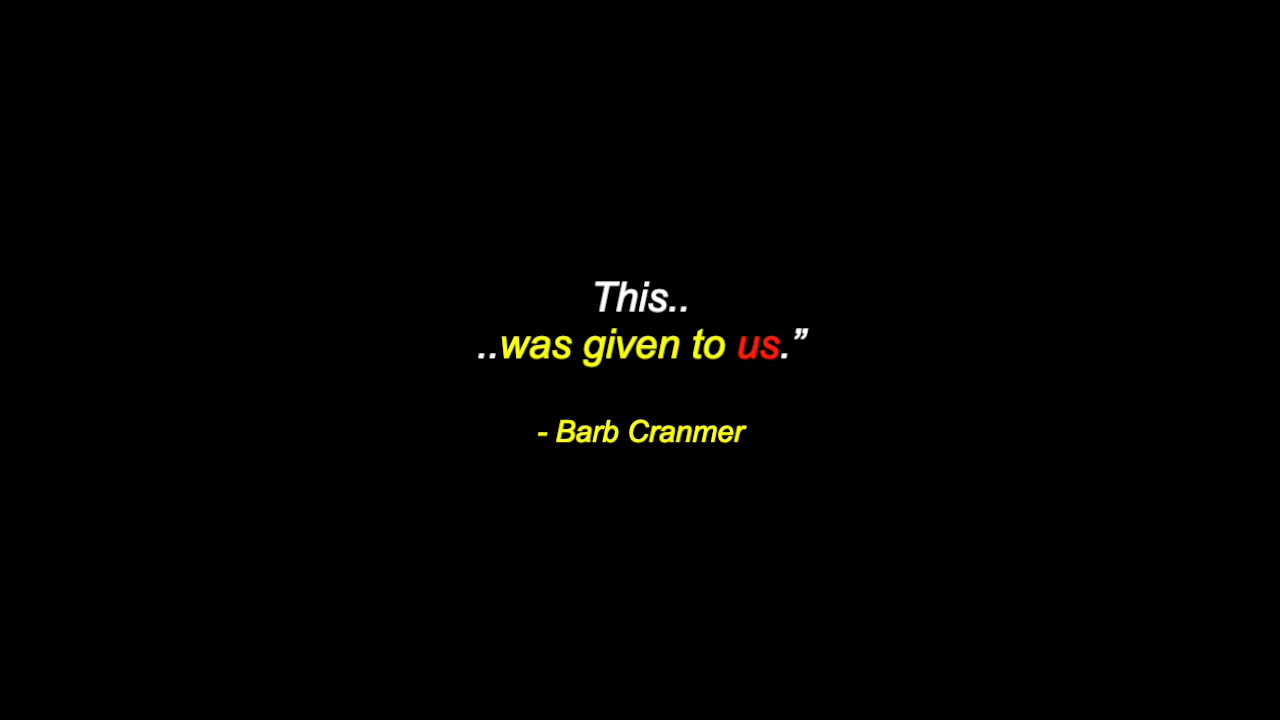 This..
..was given to us.”
- Barb Cranmer